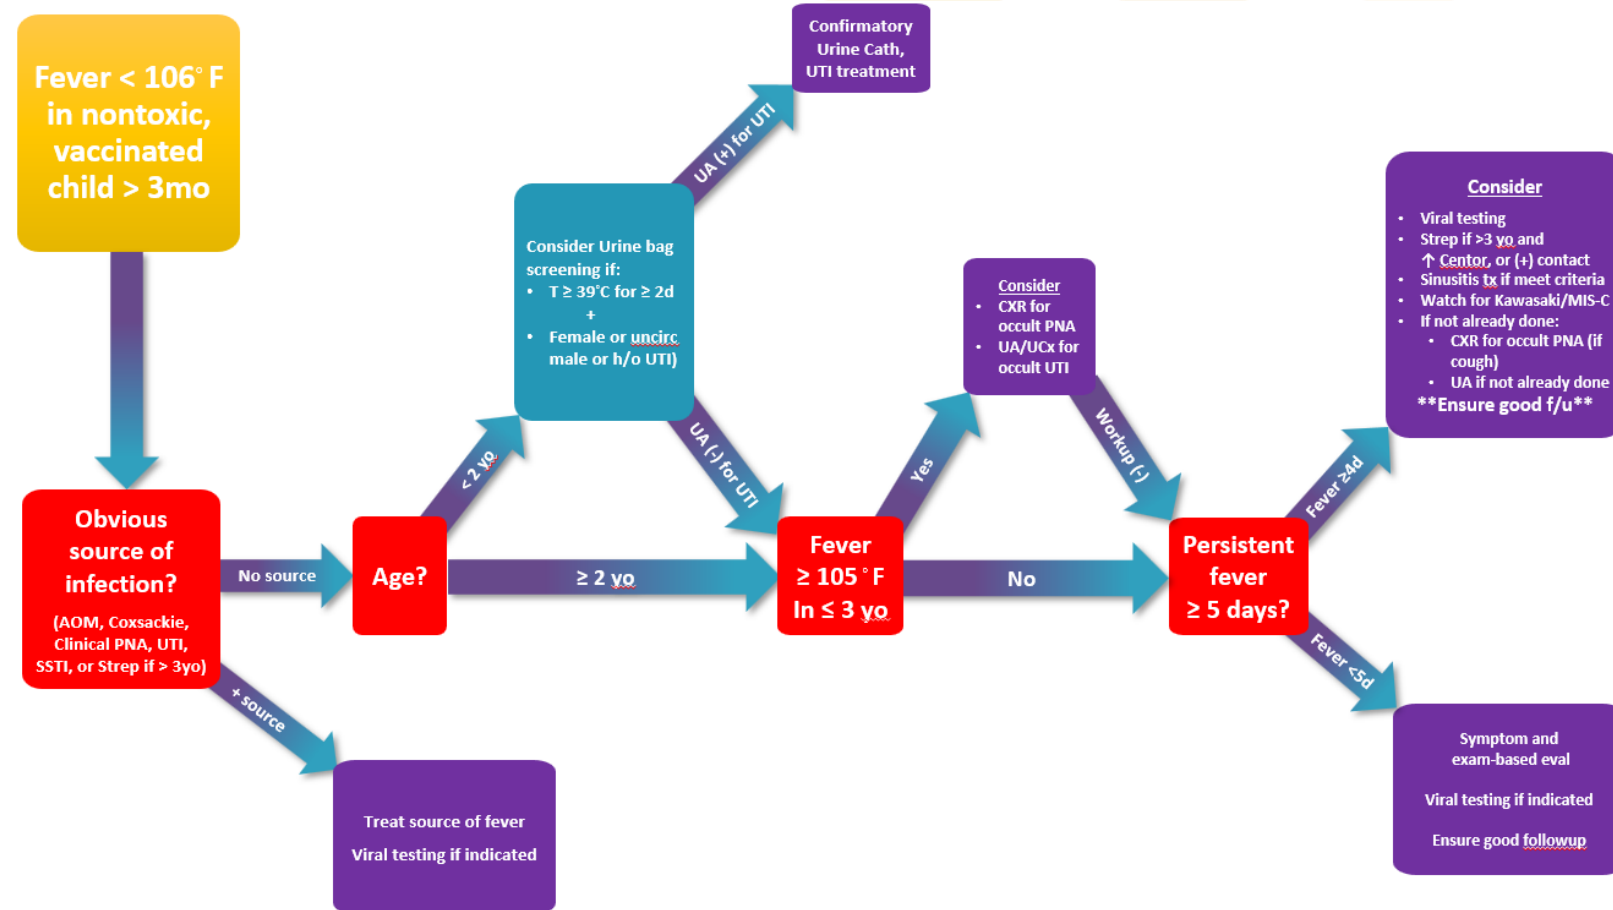 Fever < 106°F
in nontoxic,
vaccinated
child > 3mo
Obvious
source of
infection?
(AOM, Coxsackie,
Clinical PNA, UTI,
SSTI, or Strep if > 3yo)
+ source
Treat source of fever
Viral testing if indicated
No source
Age?
< 2 yo
≥ 2 yo
Consider Urine bag
screening if:
• T ≥ 39°C for ≥ 2d
+
• Female or uncirc
male or h/o UTI)
UA (+) for UTI
Confirmatory
Urine Cath,
UTI treatment
UA (-) for UTI
Fever
≥ 105°F
In ≤ 3 yo
Yes
Consider
• CXR for
occult PNA
• UA/UCx for
occult UTI
Workup (-)
No
Persistent
fever
≥ 5 days?
Fever ≥4d
Consider
• Viral testing
• Strep if >3 yo and
↑ Centor, or (+) contact
• Sinusitis tx if meet criteria
• Watch for Kawasaki/MIS-C
• If not already done:
• CXR for occult PNA (if
cough)
• UA if not already done
**Ensure good f/u**
Fever <5d
Symptom and
exam-based eval
Viral testing if indicated
Ensure good followup